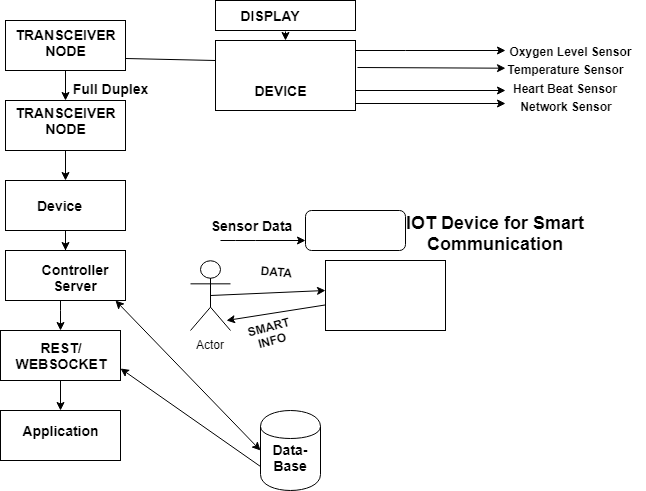 DISPLAY
TRANSCEIVER
NODE
DEVICE
Oxygen Level Sensor
Temperature Sensor
Heart Beat Sensor
Network Sensor
Full Duplex
TRANSCEIVER
NODE
Device
Sensor Data
IOT Device for Smart
Communication
Controller
Server
DATA
SMART
INFO
Actor
REST/
WEBSOCKET
Application
Data-
Base